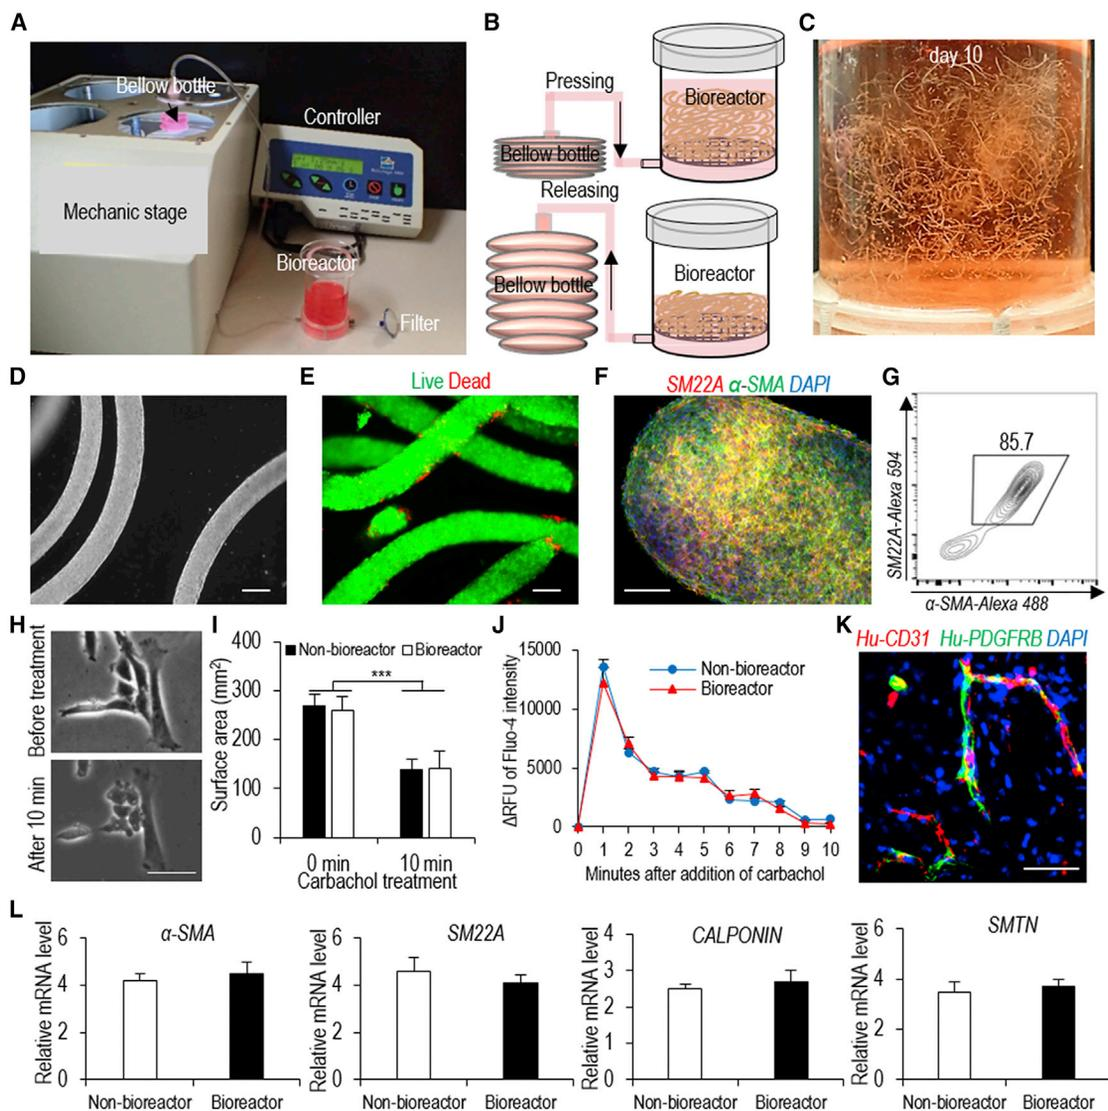 A
Bellow bottle
Controller
Mechanic stage
Bioreactor
Filter
B
Pressing
Bioreactor
Bellow bottle
Releasing
Bioreactor
Bellow bottle
C
day 10
D
E
Live Dead
F
SM22A α-SMA DAPI
G
85.7
SM22A-Alexa 594
α-SMA-Alexa 488
H
Before treatment
After 10 min
I
Surface area (mm²)
400
300
200
100
0
Non-bioreactor Bioreactor
***
0 min 10 min
Carbachol treatment
J
ΔRFU of Fluo-4 intensity
15000
10000
5000
0
Non-bioreactor
Bioreactor
0 1 2 3 4 5 6 7 8 9 10
Minutes after addition of carbachol
K
Hu-CD31 Hu-PDGFRB DAPI
L
α-SMA
Relative mRNA level
6
4
2
0
Non-bioreactor Bioreactor
SM22A
Relative mRNA level
6
4
2
0
Non-bioreactor Bioreactor
CALPONIN
Relative mRNA level
4
3
2
1
0
Non-bioreactor Bioreactor
SMTN
Relative mRNA level
6
4
2
0
Non-bioreactor Bioreactor